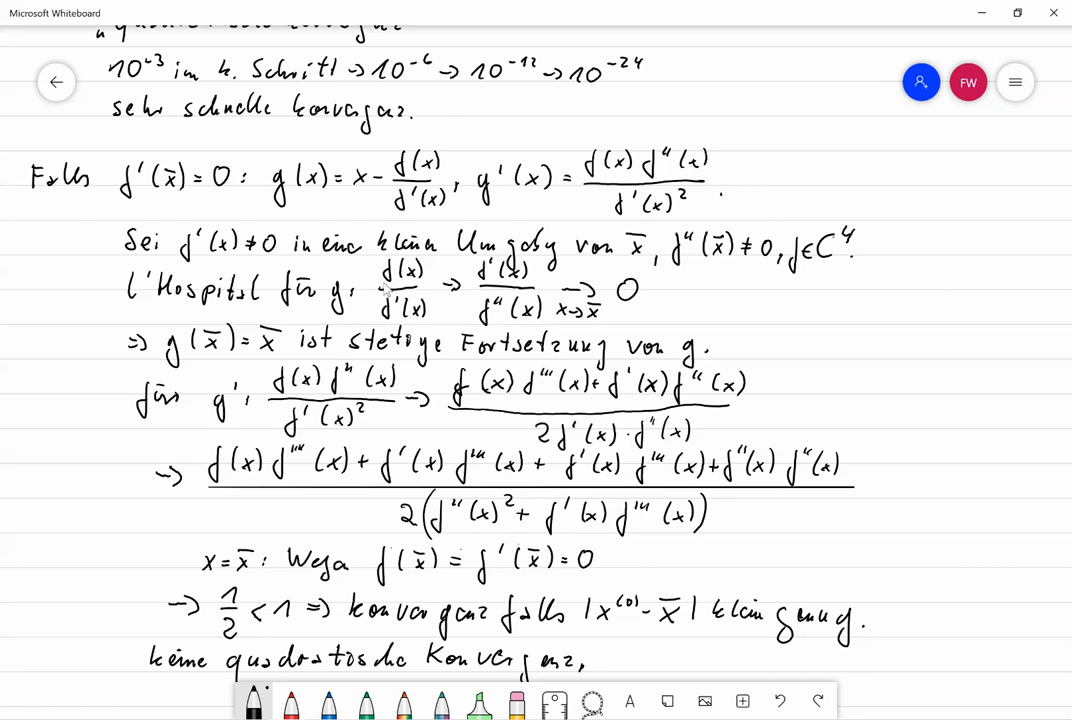 Microsoft Whiteboard
10^-3 im k. Schritt → 10^-6 → 10^-12 → 10^-24
sehr schnelle Konvergenz.
FW
Falls f'(x̄) = 0: g(x) = x - f(x)/f'(x), g'(x) = f(x) f''(x)/f'(x)^2.
Sei f'(x) ≠ 0 in einer kleinen Umgebung von x̄, f''(x̄) ≠ 0, f ∈ C^4.
l'Hospital für g: f(x)/f'(x) → f'(x)/f''(x) → x→x̄ 0
⇒ g(x̄) = x̄ ist stetige Fortsetzung von g.
für g': f(x) f''(x)/f'(x)^2 → (f(x) f'''(x) + f'(x) f''(x))/(2 f'(x) · f''(x))
→ (f(x) f''''(x) + f'(x) f'''(x) + f'(x) f'''(x) + f''(x) f''(x))/(2(f''(x)^2 + f'(x) f'''(x)))
x = x̄: Wegen f(x̄) = f'(x̄) = 0
→ 1/2 < 1 ⇒ Konvergenz falls |x^(0) - x̄| klein genug.
keine quadratische Konvergenz.
A